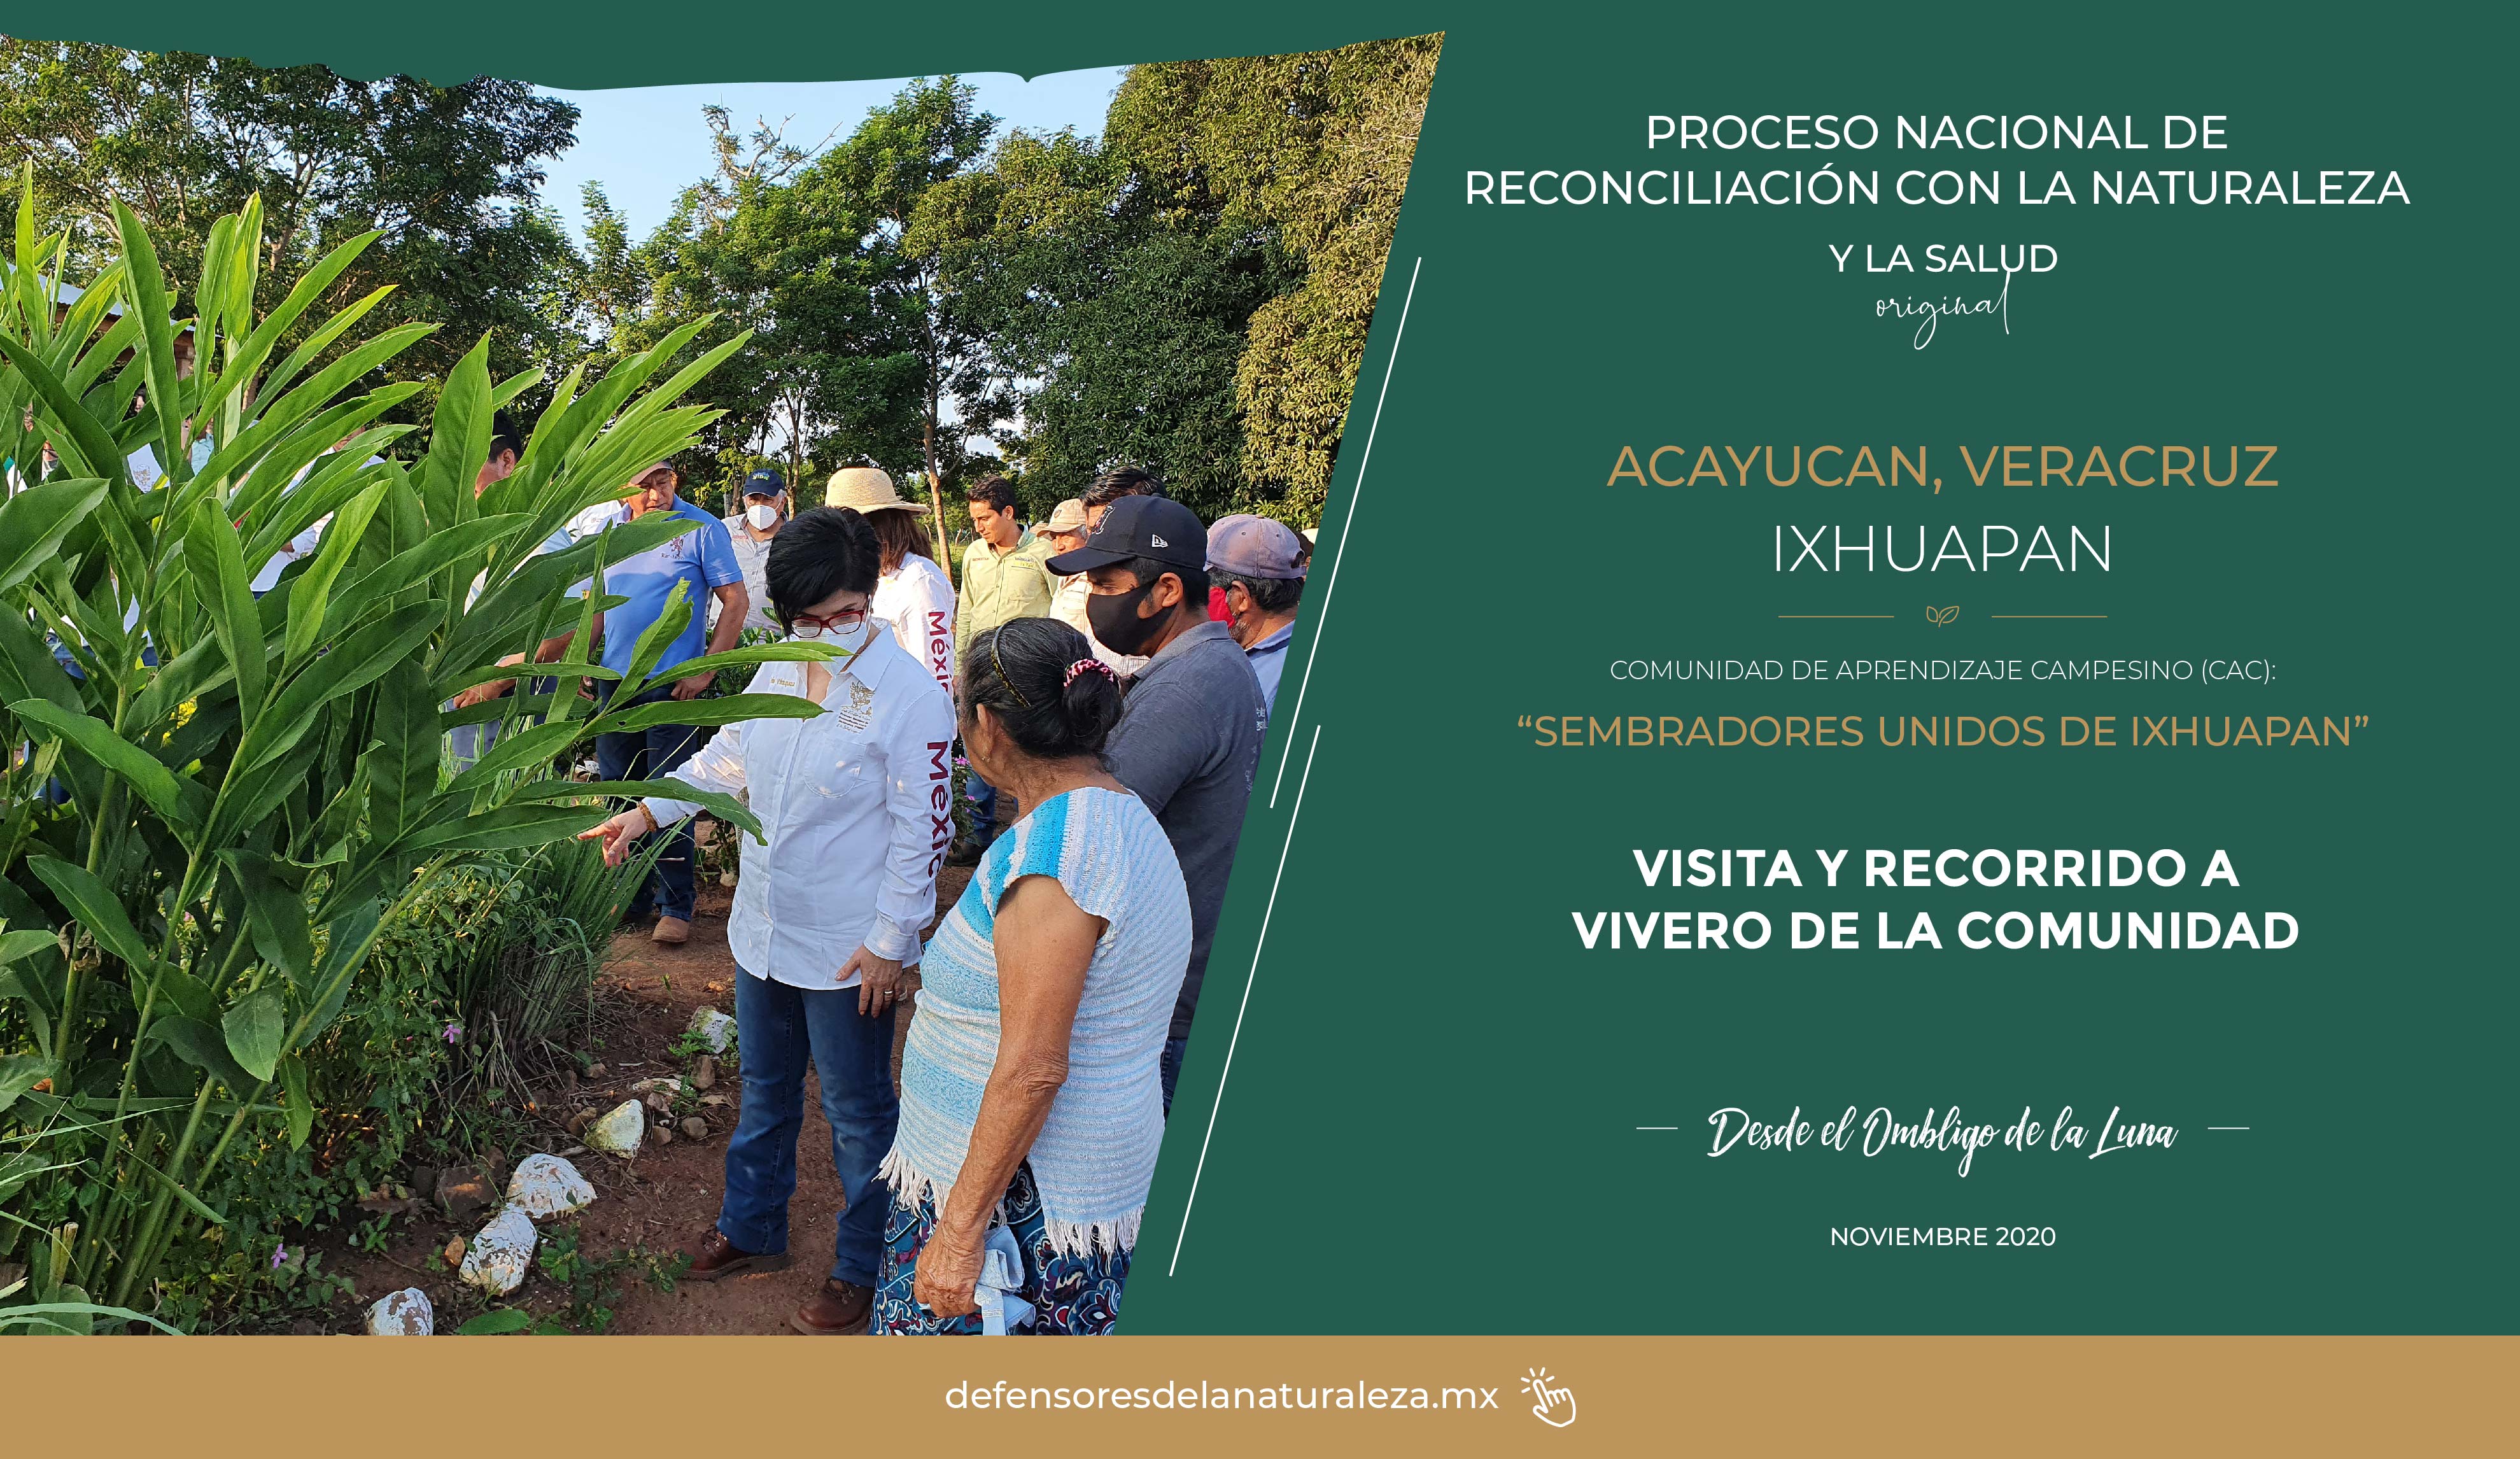 PROCESO NACIONAL DE
RECONCILIACIÓN CON LA NATURALEZA
Y LA SALUD
original
ACAYUCAN, VERACRUZ
IXHUAPAN
COMUNIDAD DE APRENDIZAJE CAMPESINO (CAC):
“SEMBRADORES UNIDOS DE IXHUAPAN”
VISITA Y RECORRIDO A
VIVERO DE LA COMUNIDAD
Desde el Ombligo de la Luna
NOVIEMBRE 2020
México
defensoresdelanaturaleza.mx